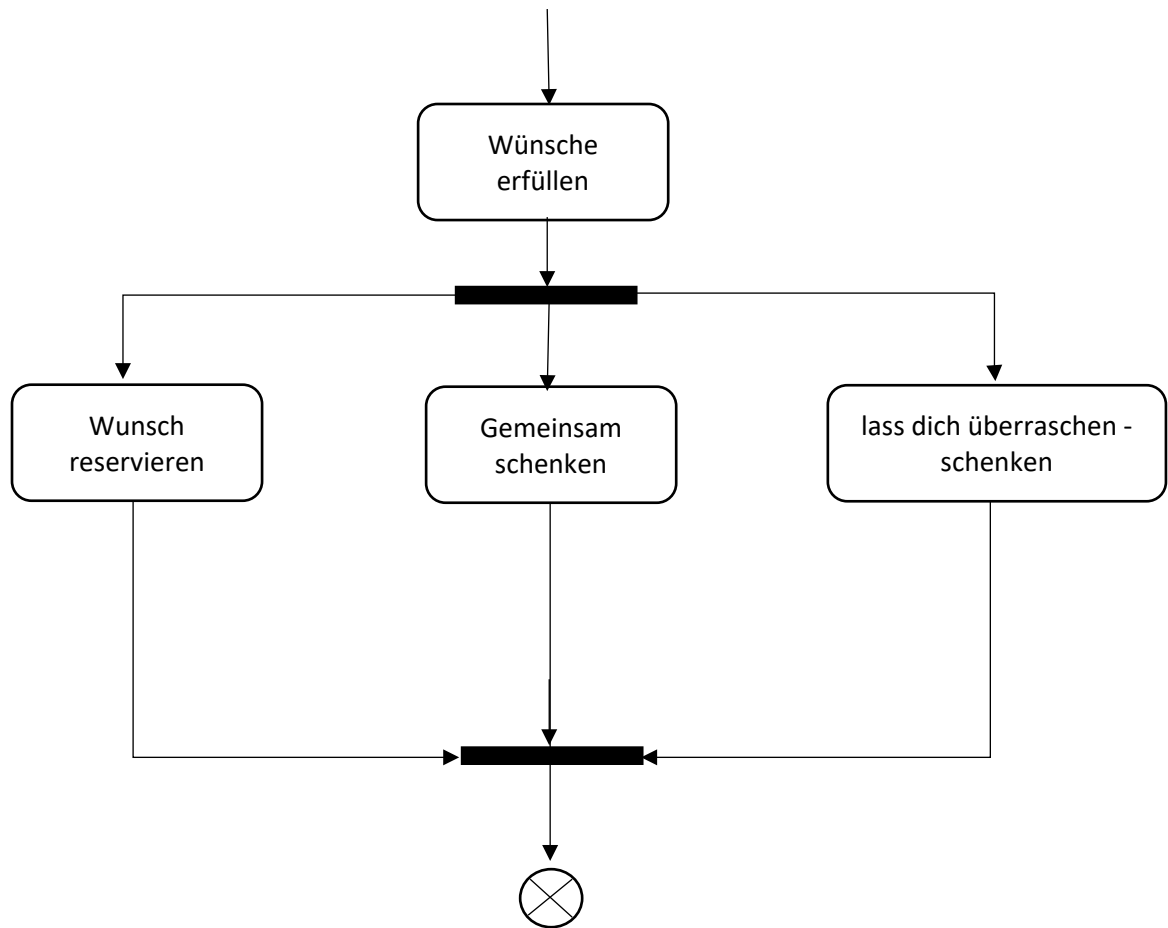 Wünsche
erfüllen
Wunsch
reservieren
Gemeinsam
schenken
lass dich überraschen -
schenken